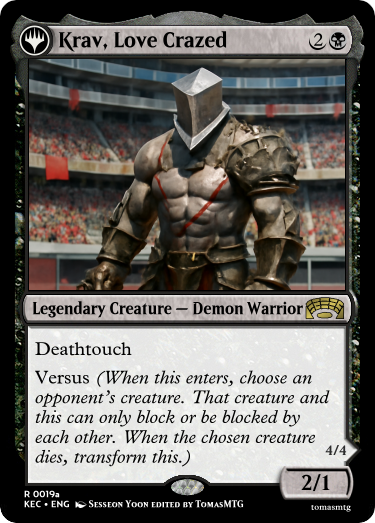 Krav, Love Crazed 2
Legendary Creature — Demon Warrior
Deathtouch
Versus (When this enters, choose an
opponent's creature. That creature and
this can only block or be blocked by
each other. When the chosen creature
dies, transform this.)
4/4
2/1
R 0019a
KEC • ENG Sesseon Yoon edited by TomasMTG
tomasmtg